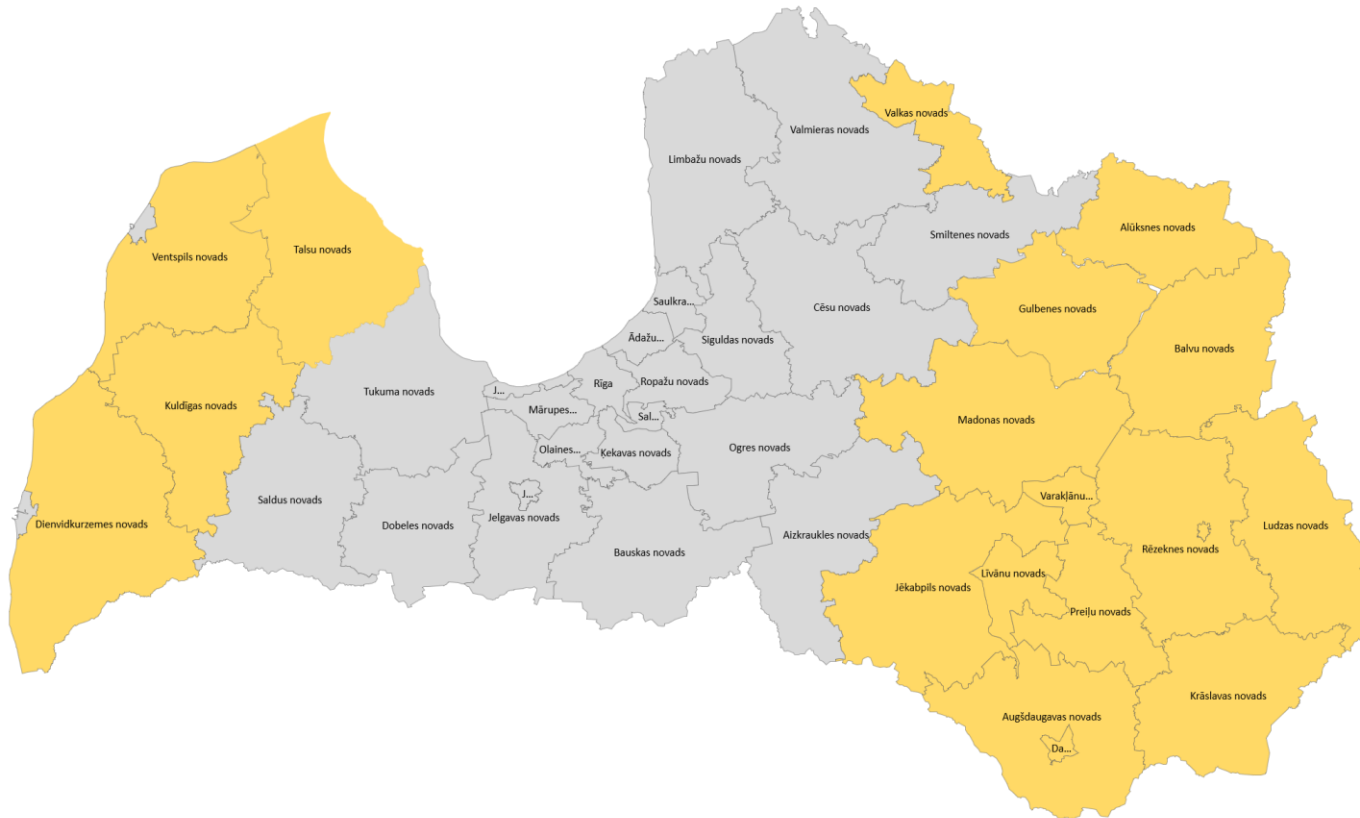 Valkas novads
Valmieras novads
Limbažu novads
Alūksnes novads
Smiltenes novads
Talsu novads
Ventspils novads
Saulkra...
Cēsu novads
Gulbenes novads
Ādažu...
Siguldas novads
Balvu novads
Rīga
Ropažu novads
Tukuma novads
J...
Kuldīgas novads
Mārupes...
Sal...
Madonas novads
Olaines...
Ķekavas novads
Ogres novads
Saldus novads
J...
Varakļānu...
Dienvidkurzemes novads
Dobeles novads
Jelgavas novads
Aizkraukles novads
Ludzas novads
Bauskas novads
Rēzeknes novads
Jēkabpils novads
Līvānu novads
Preiļu novads
Krāslavas novads
Augšdaugavas novads
Da...